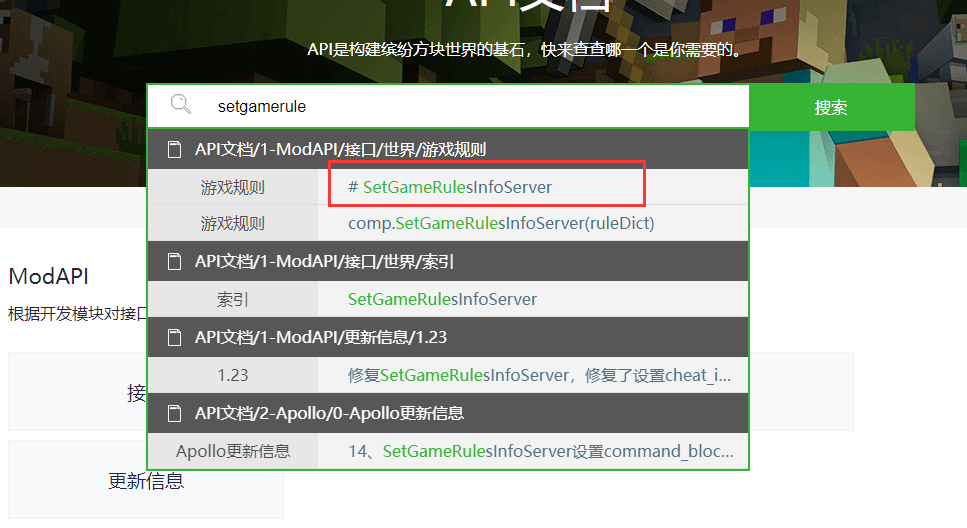 API文档
API是构建缤纷方块世界的基石，快来查查哪一个是你需要的。
setgamerule
搜索
API文档/1-ModAPI/接口/世界/游戏规则
游戏规则
# SetGameRulesInfoServer
游戏规则
comp.SetGameRulesInfoServer(ruleDict)
API文档/1-ModAPI/接口/世界/索引
索引
SetGameRulesInfoServer
API文档/1-ModAPI/更新信息/1.23
1.23
修复SetGameRulesInfoServer，修复了设置cheat_i...
API文档/2-Apollo/0-Apollo更新信息
Apollo更新信息
14、SetGameRulesInfoServer设置command_bloc...
ModAPI
根据开发模块对接口
接
更新信息